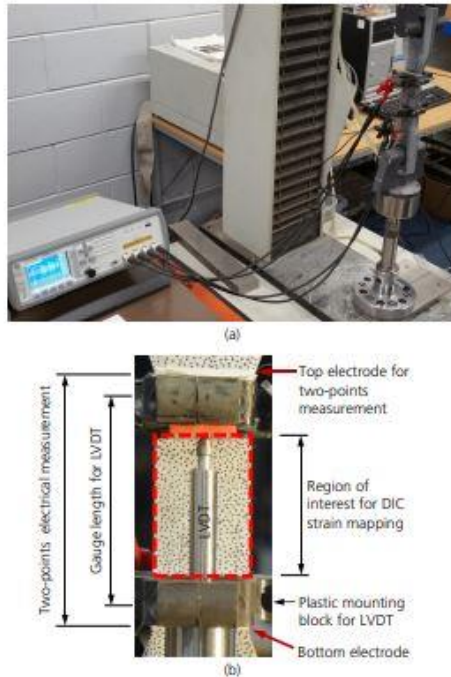 (a)
Two-points electrical measurement
Gauge length for LVDT
LVDT
Top electrode for
two-points
measurement
Region of
interest for DIC
strain mapping
Plastic mounting
block for LVDT
Bottom electrode
(b)